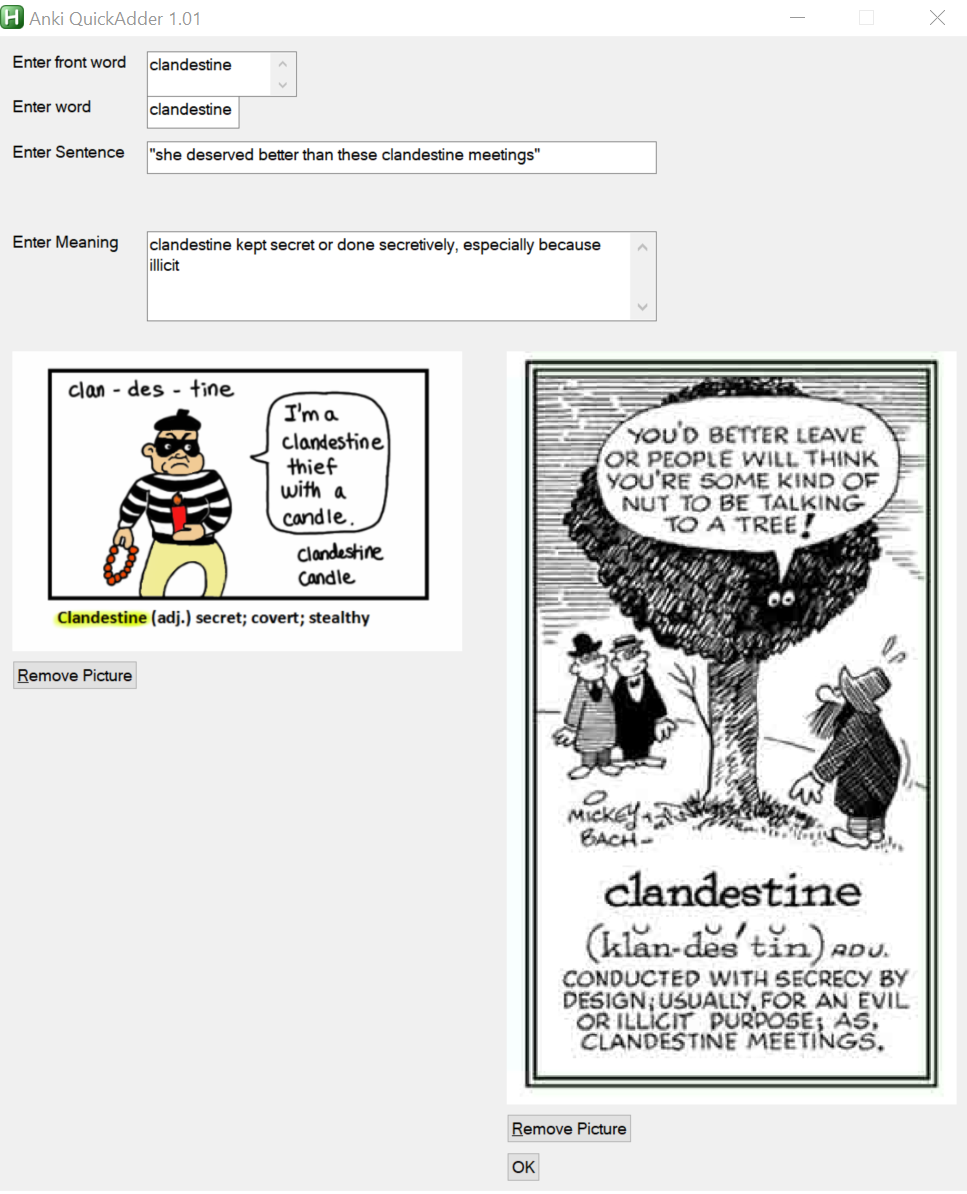 Anki QuickAdder 1.01
Enter front word
clandestine
Enter word
clandestine
Enter Sentence
"she deserved better than these clandestine meetings"
Enter Meaning
clandestine kept secret or done secretively, especially because
illicit
clan - des - tine
I'm a
clandestine
thief
with a
candle.
Clandestine
Candle
Clandestine (adj.) secret; covert; stealthy
Remove Picture
YOU'D BETTER LEAVE
OR PEOPLE WILL THINK
YOU'RE SOME KIND OF
NUT TO BE TALKING
TO A TREE!
MICKEY
BACH-
clandestine
(klăn-dĕs′tĭn) ADJ.
CONDUCTED WITH SECRECY BY
DESIGN; USUALLY, FOR AN EVIL
OR ILLICIT PURPOSE; AS,
CLANDESTINE MEETINGS.
Remove Picture
OK